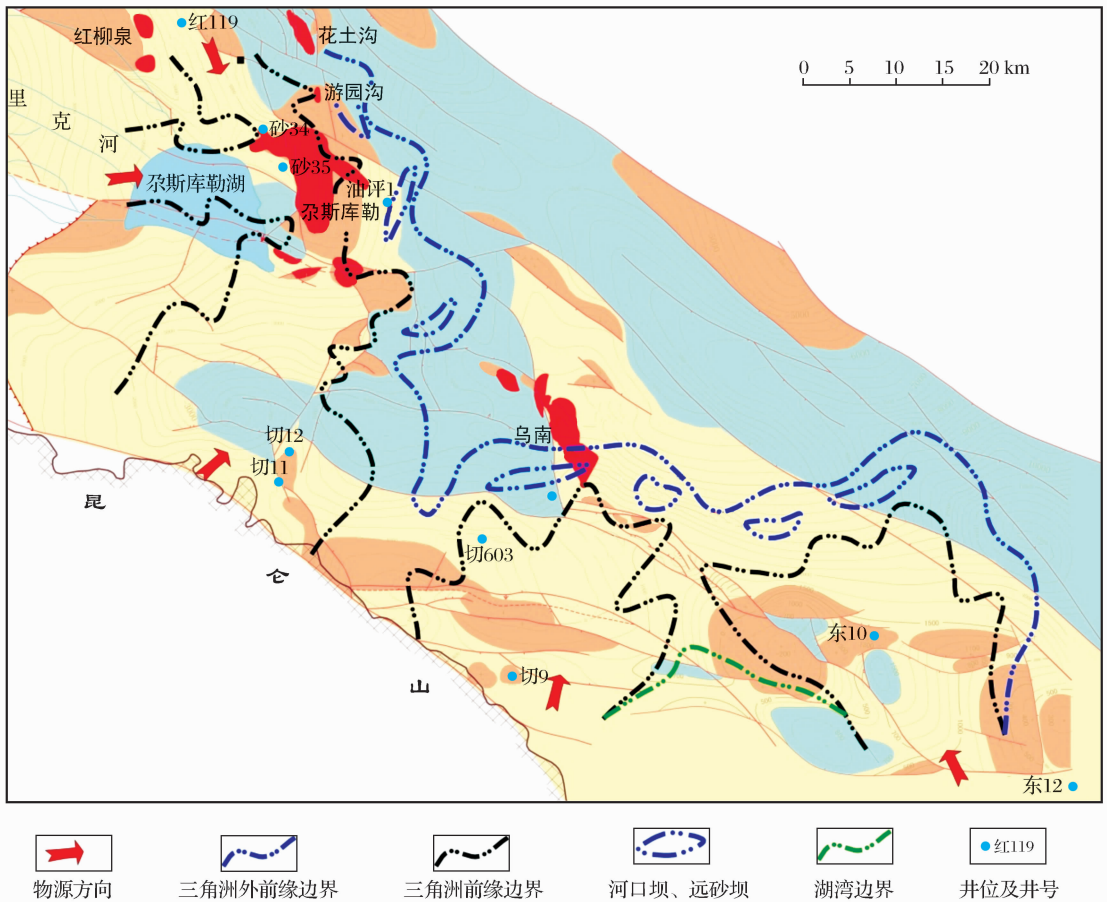 红柳泉
红119
花土沟
0 5 10 15 20 km
游园沟
里
克
河
砂34
砂35
尕斯库勒湖
油评1
尕斯库勒
乌南
切12
切11
昆
仑
山
切603
切9
东10
东12
红119
物源方向
三角洲外前缘边界
三角洲前缘边界
河口坝、远砂坝
湖湾边界
井位及井号